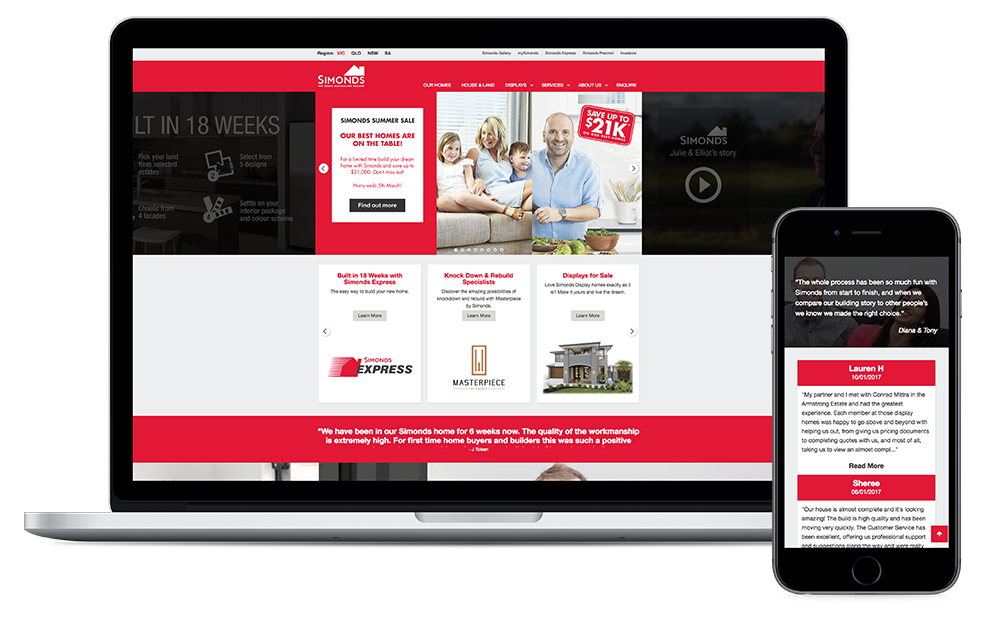 Region: VIC QLD NSW SA
Simonds Gallery mySimonds Simonds Express Simonds Precinct Investors
SIMONDS
OUR HOMES HOUSE & LAND DISPLAYS SERVICES ABOUT US ENQUIRE
LT IN 18 WEEKS
Pick your land
from selected
estates
Select from
5 designs
Choose from
4 facades
Settle on your
interior package
and colour scheme
SIMONDS SUMMER SALE
OUR BEST HOMES ARE
ON THE TABLE!
For a limited time build your dream
home with Simonds and save up to
$21,000. Don't miss out!
Hurry ends 5th March!
Find out more
SAVE UP TO
$21K
ON OUR BEST HOMES
SIMONDS
Julie & Elliot's story
Built in 18 Weeks with
Simonds Express
The easy way to build your new home.
Learn More
SIMONDS
EXPRESS
Knock Down & Rebuild
Specialists
Discover the amazing possibilities of
knockdown and rebuild with Masterpiece
by Simonds.
Learn More
MASTERPIECE
Displays for Sale
Love Simonds Display homes exactly as it
is? Make it yours and live the dream.
Learn More
"We have been in our Simonds home for 6 weeks now. The quality of the workmanship
is extremely high. For first time home buyers and builders this was such a positive
- J Tolsen
"The whole process has been so much fun with
Simonds from start to finish, and when we
compare our building story to other people's
we know we made the right choice."
Diana & Tony
Lauren H
10/01/2017
"My partner and I met with Conrad Mittra in the
Armstrong Estate and had the greatest
experience. Each member at those display
homes was happy to go above and beyond with
helping us out, from giving us pricing documents
to completing quotes with us, and most of all,
taking us to view an almost compl..."
Read More
Sheree
06/01/2017
"Our house is almost complete and it's looking
amazing! The build is high quality and has been
moving very quickly. The Customer Service has
been excellent, offering us professional support
and suggestions along the way and were really